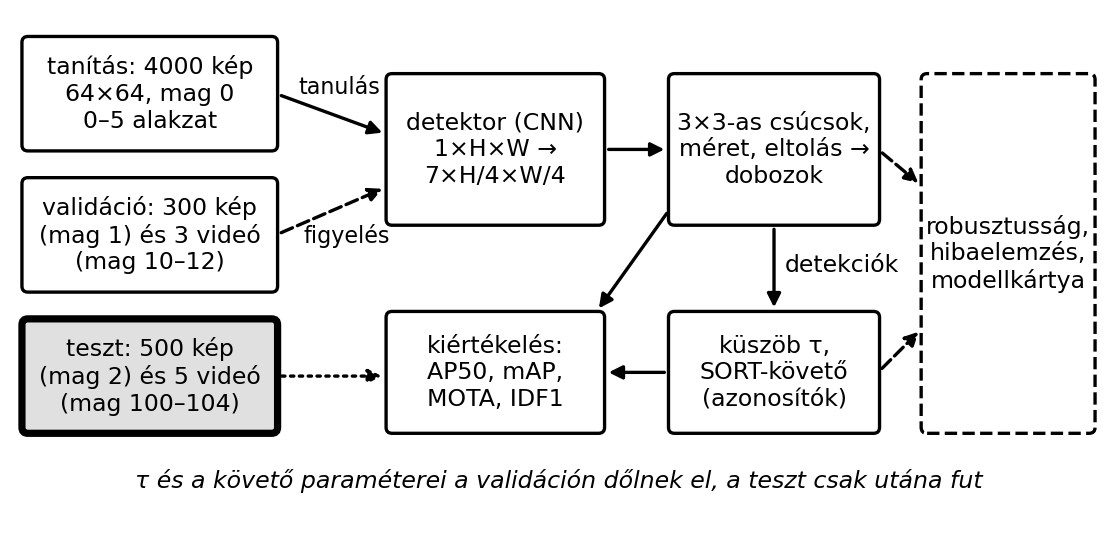 tanítás: 4000 kép
64×64, mag 0
0–5 alakzat
tanulás
validáció: 300 kép
(mag 1) és 3 videó
(mag 10–12)
figyelés
teszt: 500 kép
(mag 2) és 5 videó
(mag 100–104)
detektor (CNN)
1×H×W →
7×H/4×W/4
3×3-as csúcsok,
méret, eltolás →
dobozok
detekciók
kiértékelés:
AP50, mAP,
MOTA, IDF1
küszöb τ,
SORT-követő
(azonosítók)
robusztusság,
hibaelemzés,
modellkártya
τ és a követő paraméterei a validáción dőlnek el, a teszt csak utána fut